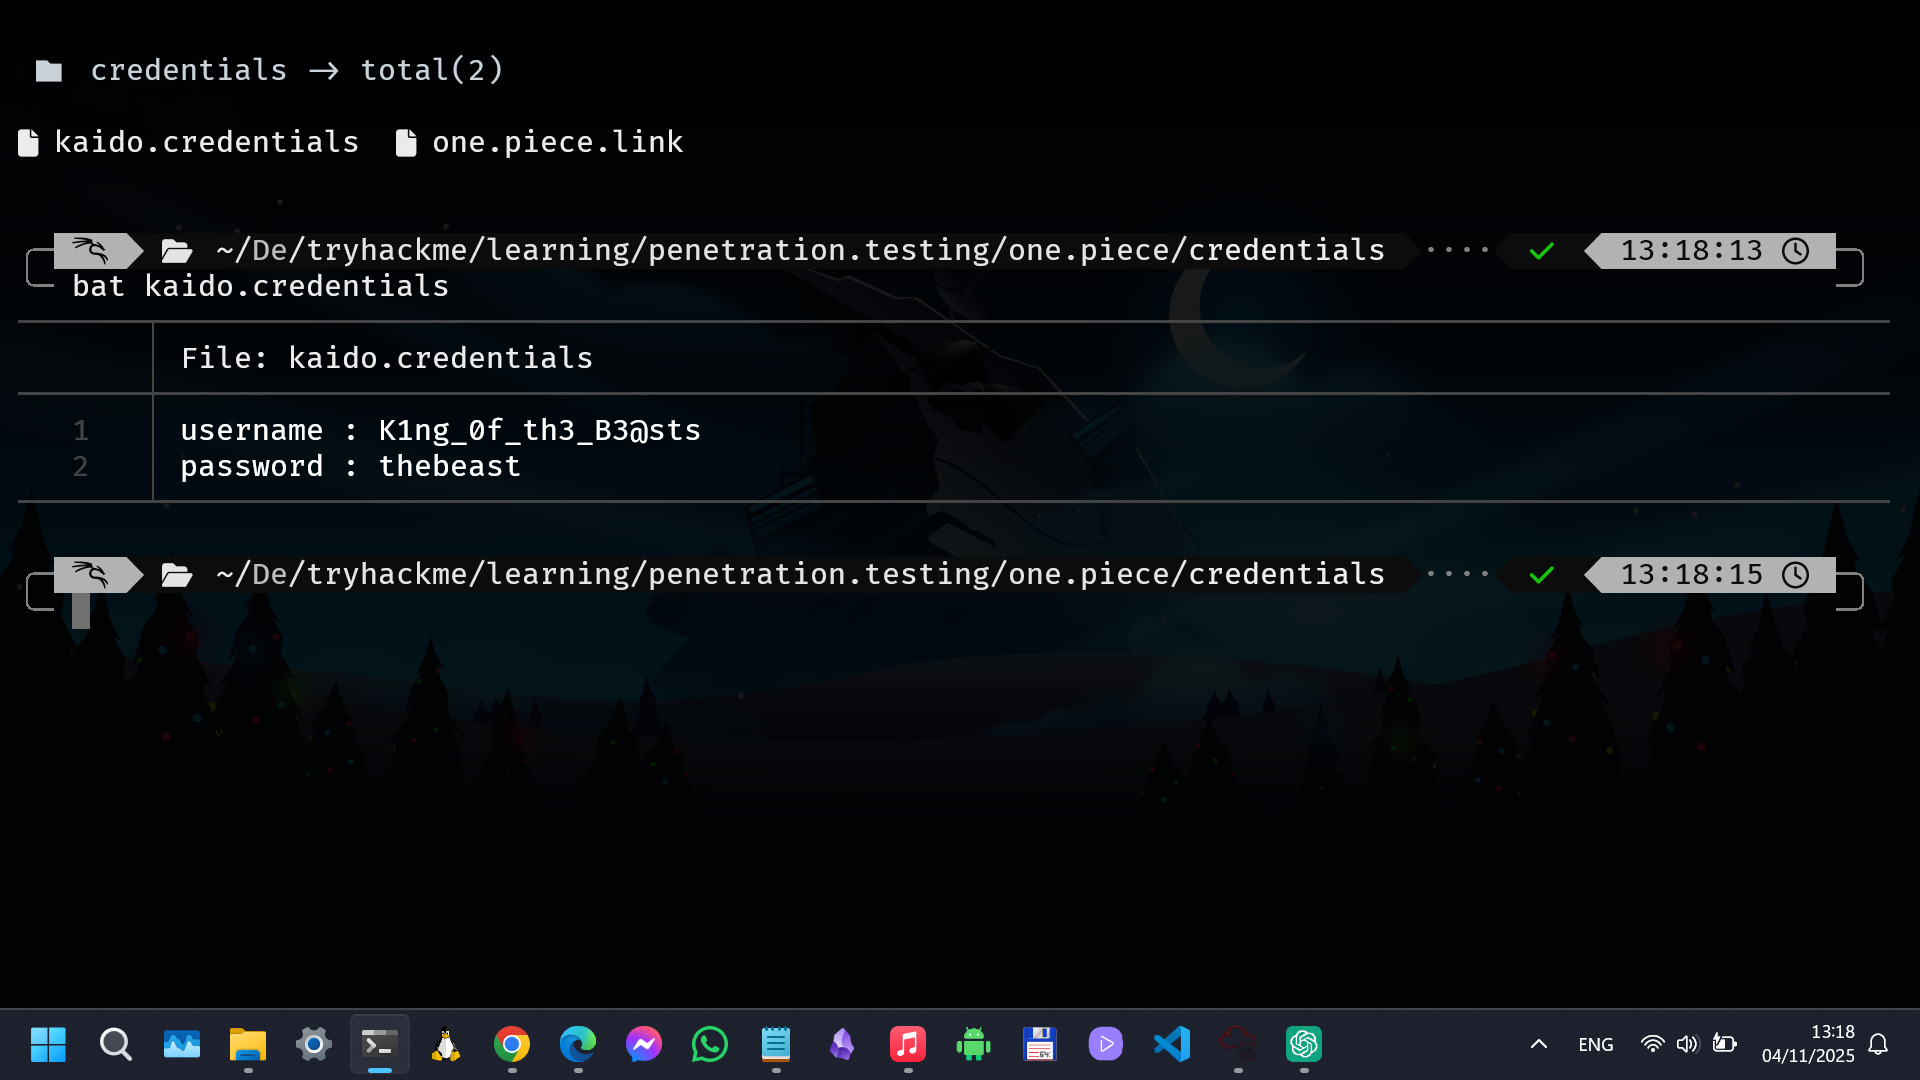 credentials → total(2)
kaido.credentials one.piece.link
~/De/tryhackme/learning/penetration.testing/one.piece/credentials ···· ✓ 13:18:13
bat kaido.credentials
File: kaido.credentials
1 username : K1ng_0f_th3_B3@sts
2 password : thebeast
~/De/tryhackme/learning/penetration.testing/one.piece/credentials ···· ✓ 13:18:15
64
ENG
13:18
04/11/2025